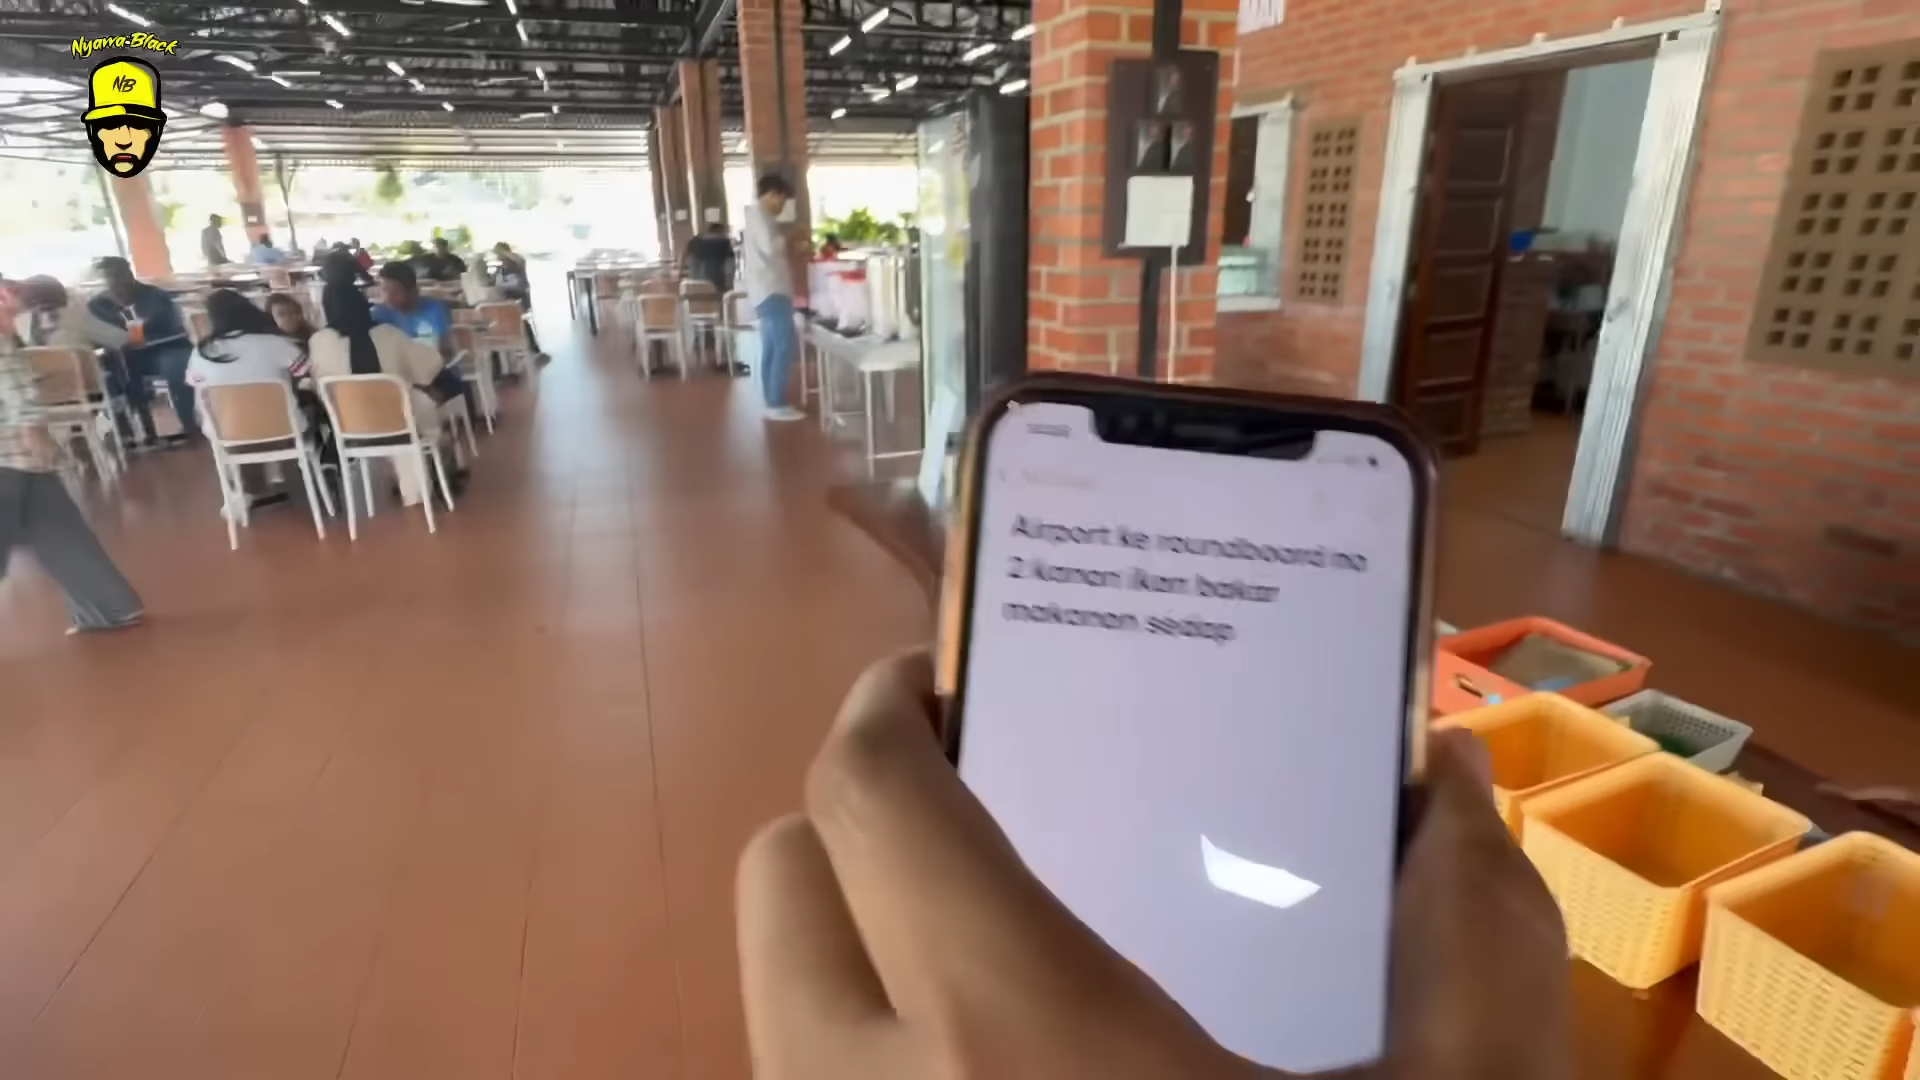 Nyawa-Black
NB
Airport ke roundboard no
2 kanan ikan bakar
makanan sedap